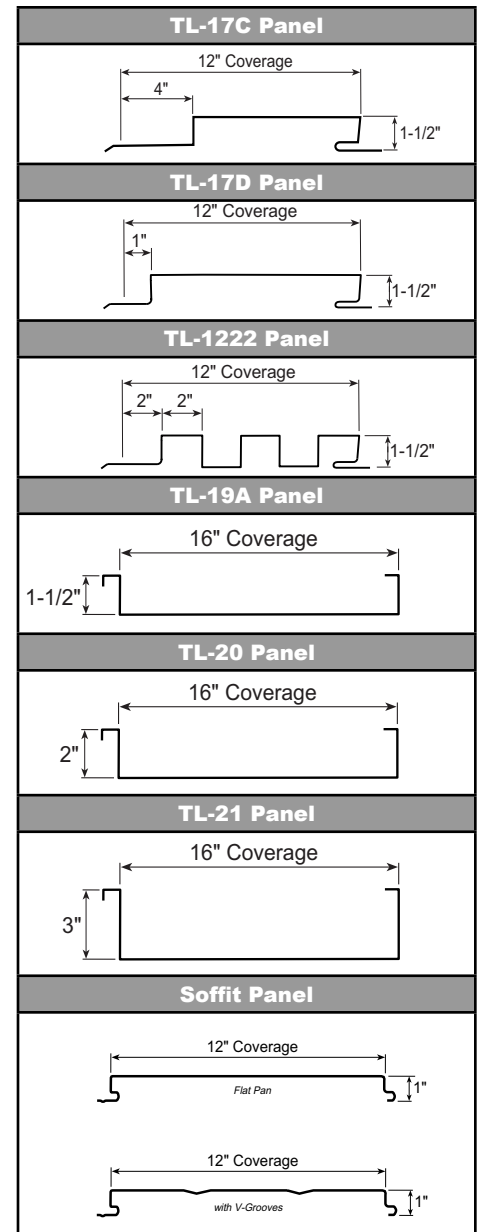 TL-17C Panel
12" Coverage
4"
1-1/2"
TL-17D Panel
12" Coverage
1"
1-1/2"
TL-1222 Panel
12" Coverage
2" 2"
1-1/2"
TL-19A Panel
16" Coverage
1-1/2"
TL-20 Panel
16" Coverage
2"
TL-21 Panel
16" Coverage
3"
Soffit Panel
12" Coverage
Flat Pan
1"
12" Coverage
with V-Grooves
1"